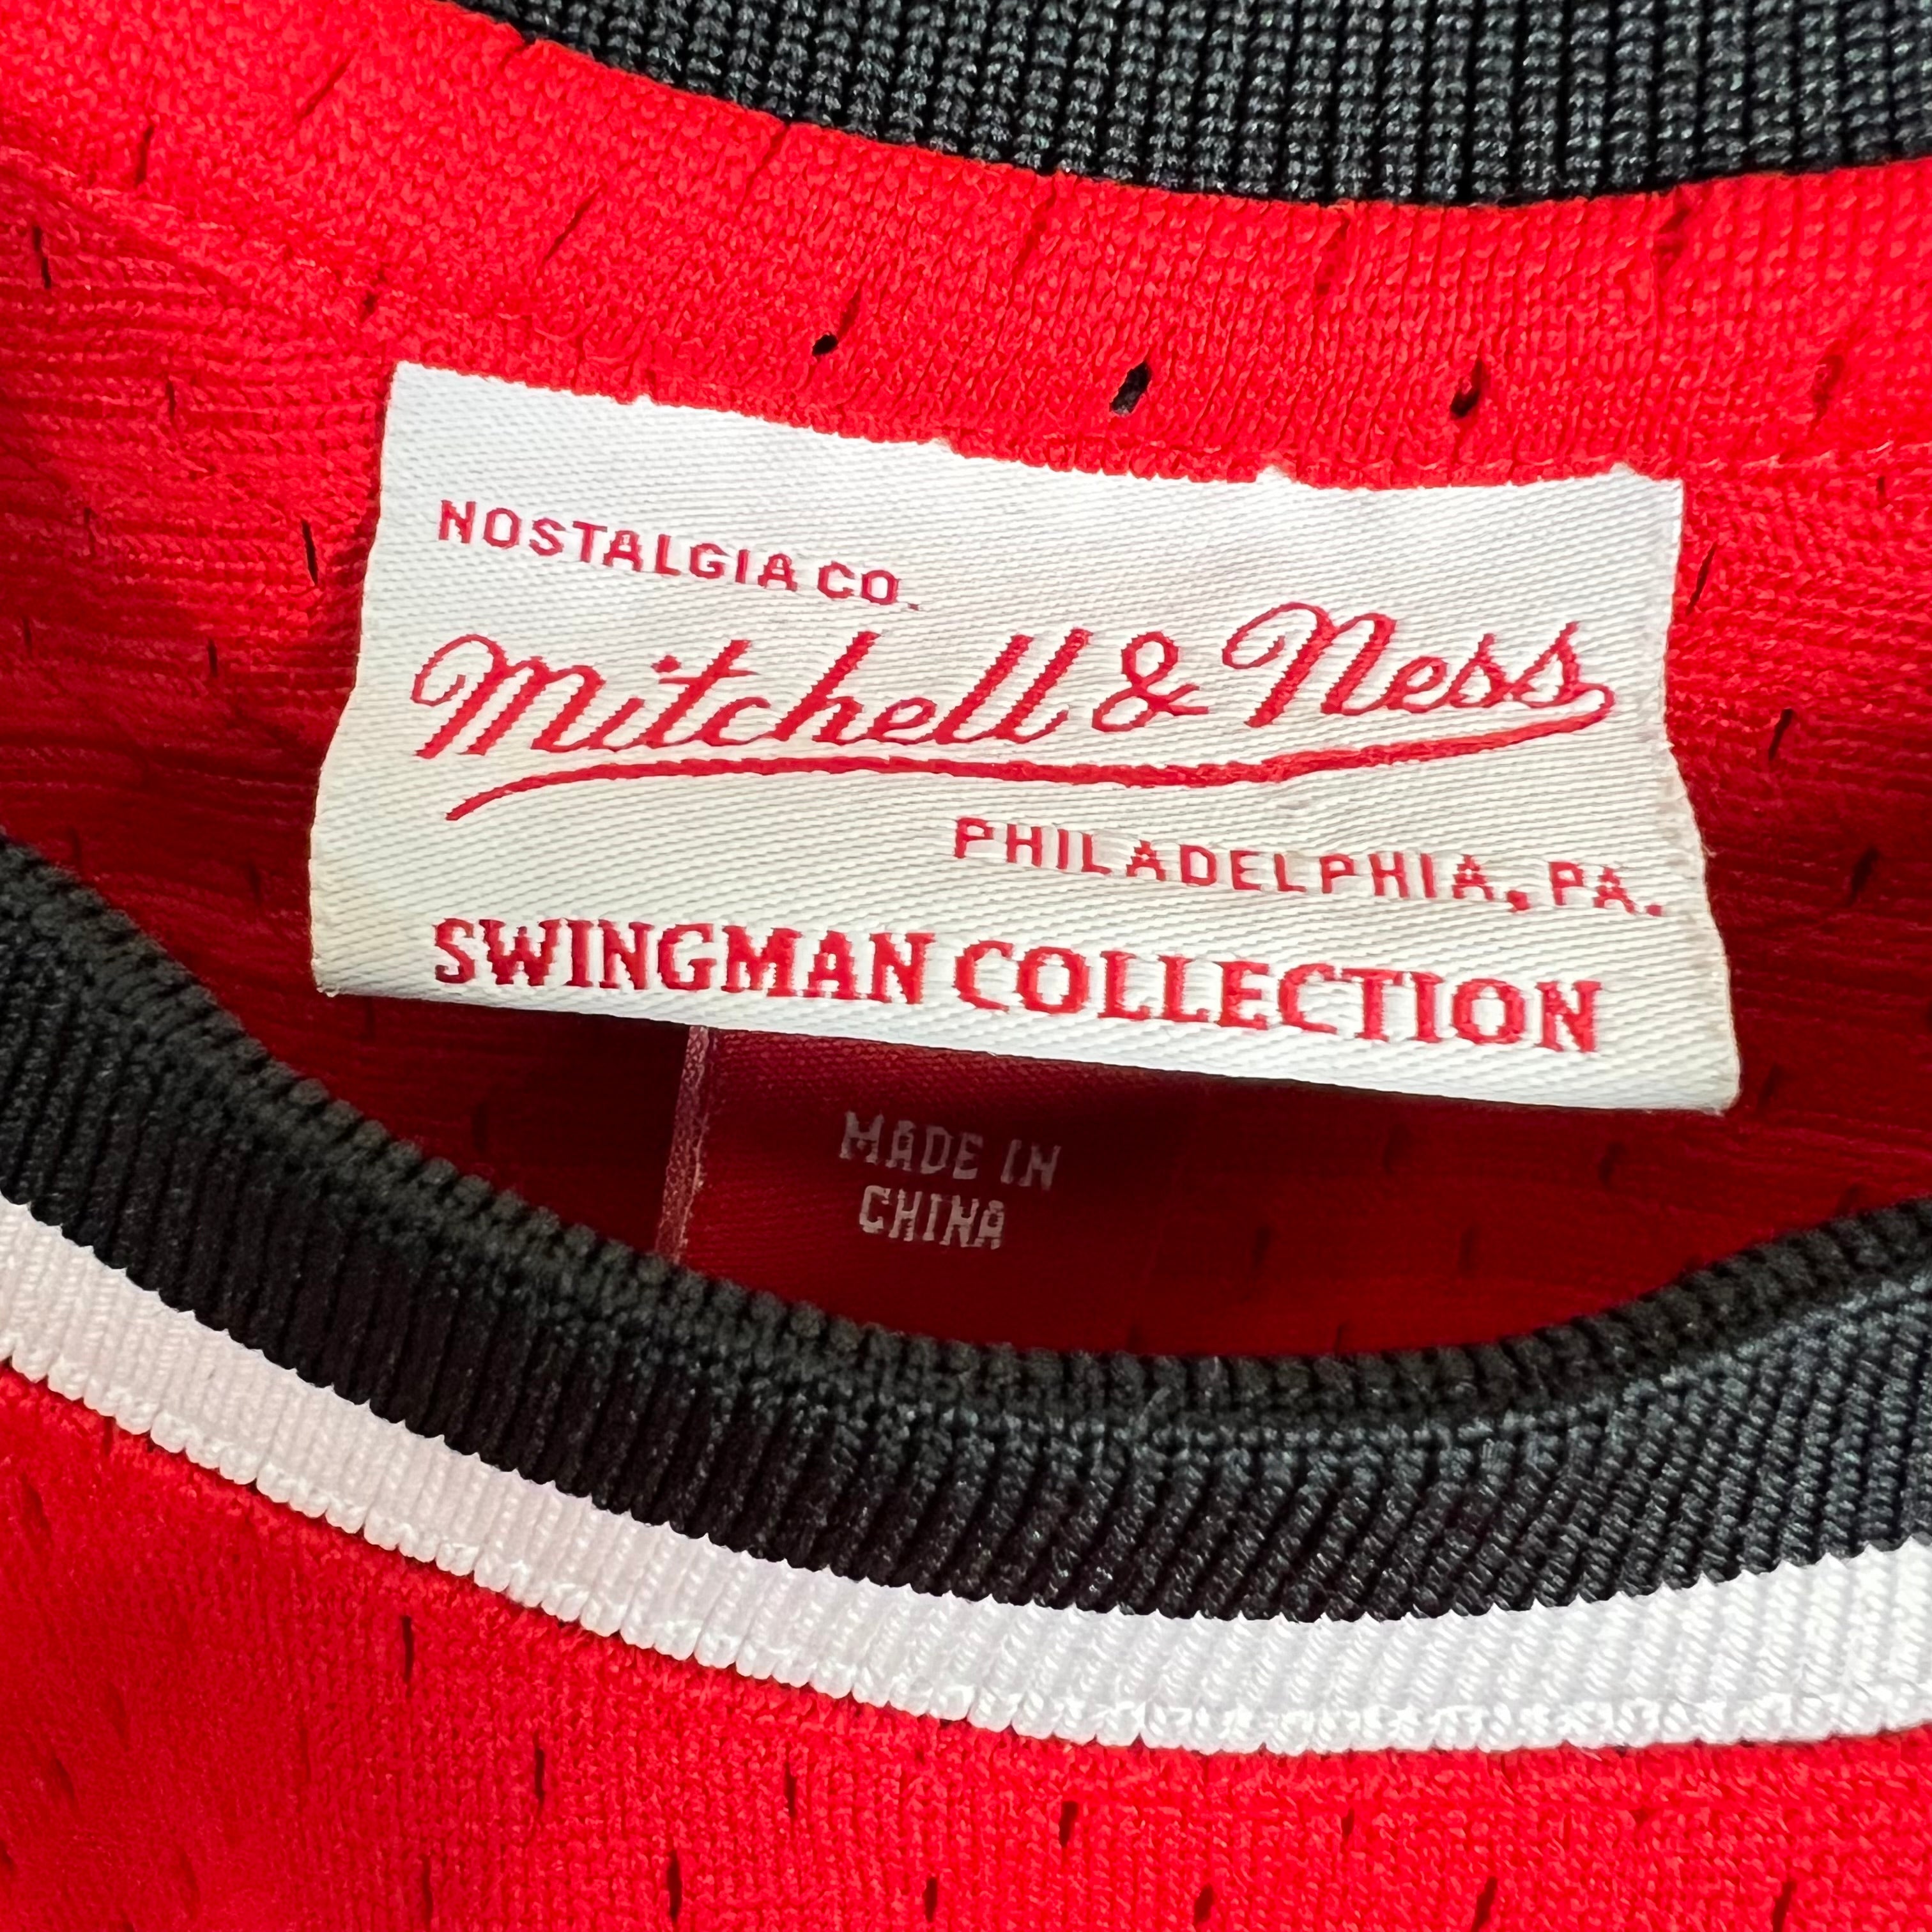 NOSTALGIA CO.
Mitchell & Ness
PHILADELPHIA, PA.
SWINGMAN COLLECTION
MADE IN
CHINA